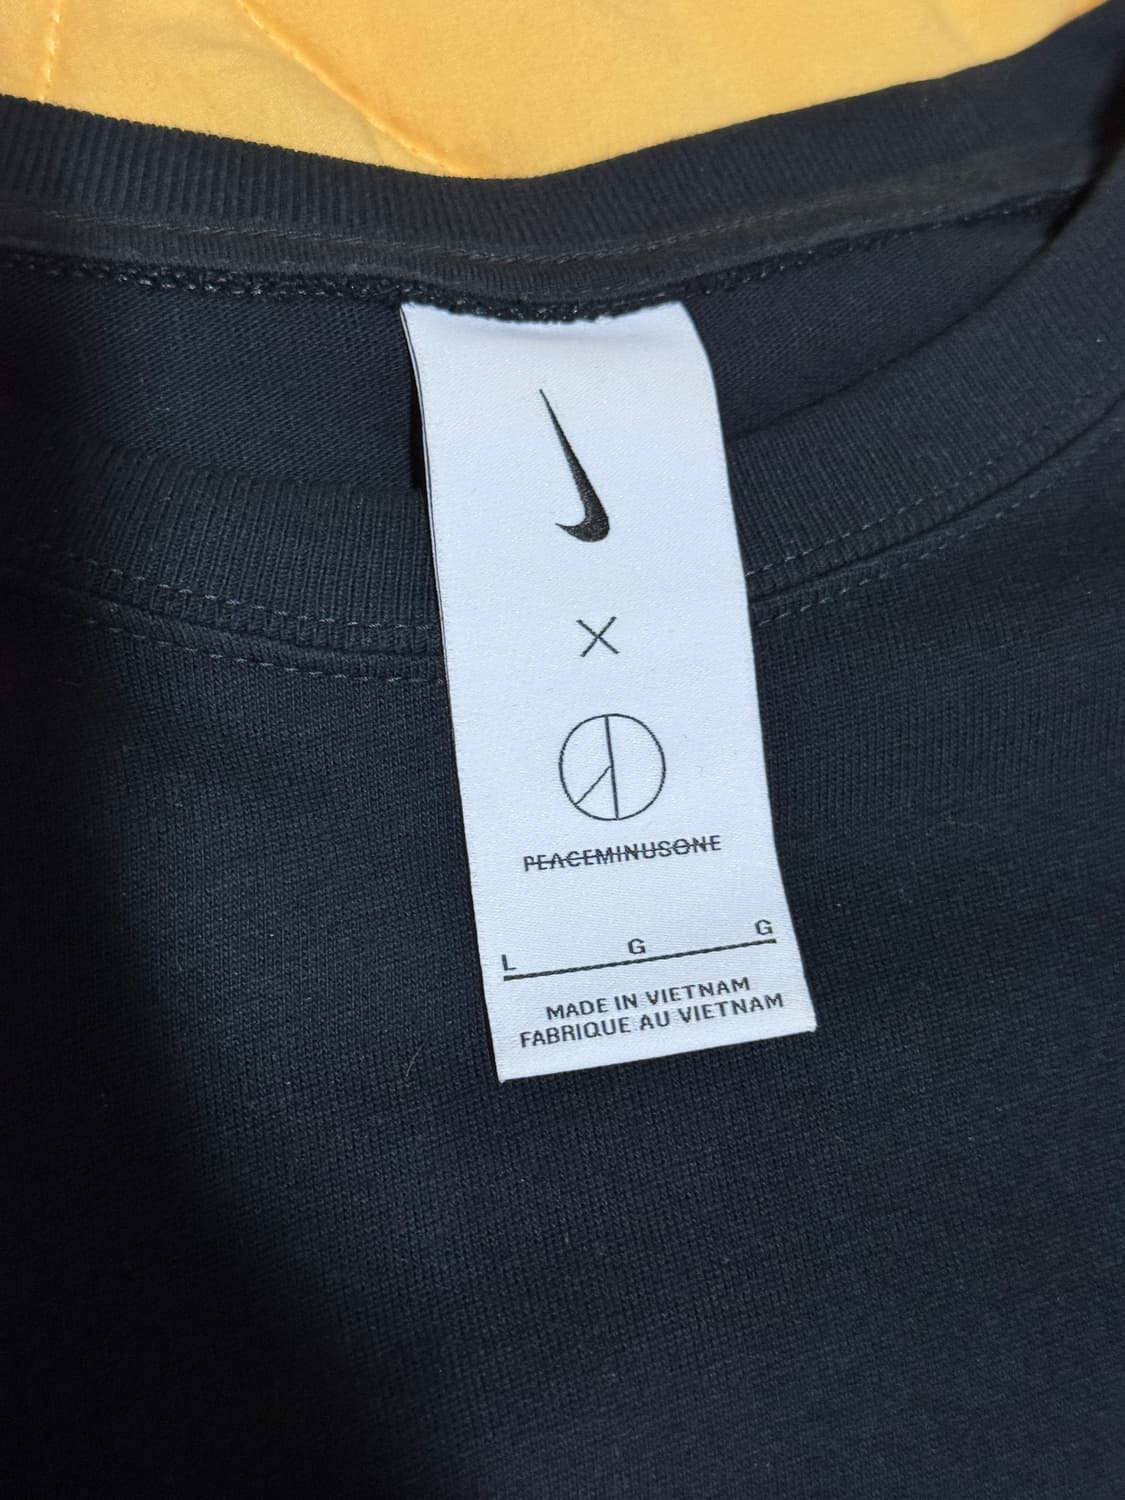 ×
PEACEMINUSONE
L G G
MADE IN VIETNAM
FABRIQUE AU VIETNAM